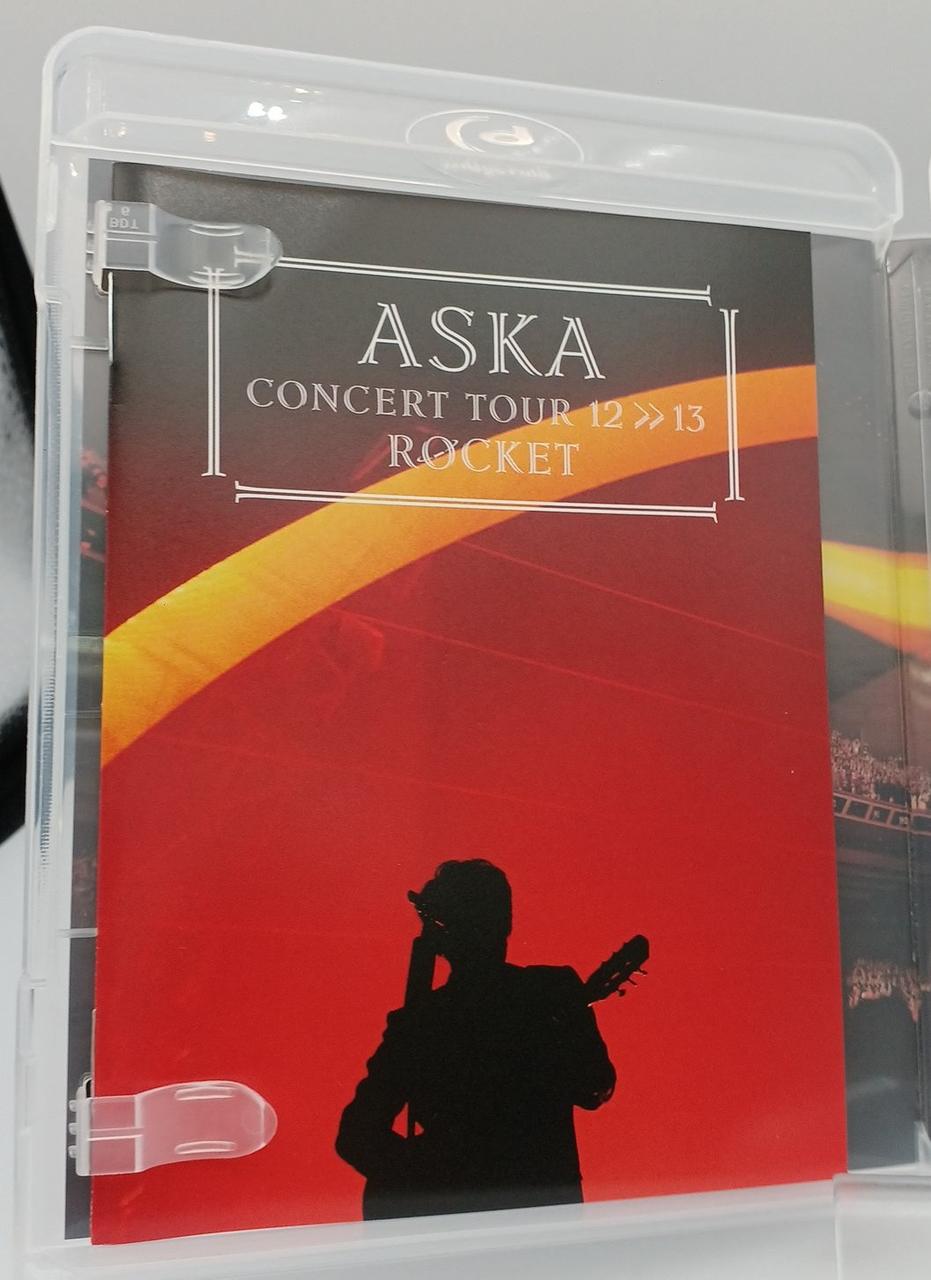 ASKA
CONCERT TOUR 12>>13
ROCKET